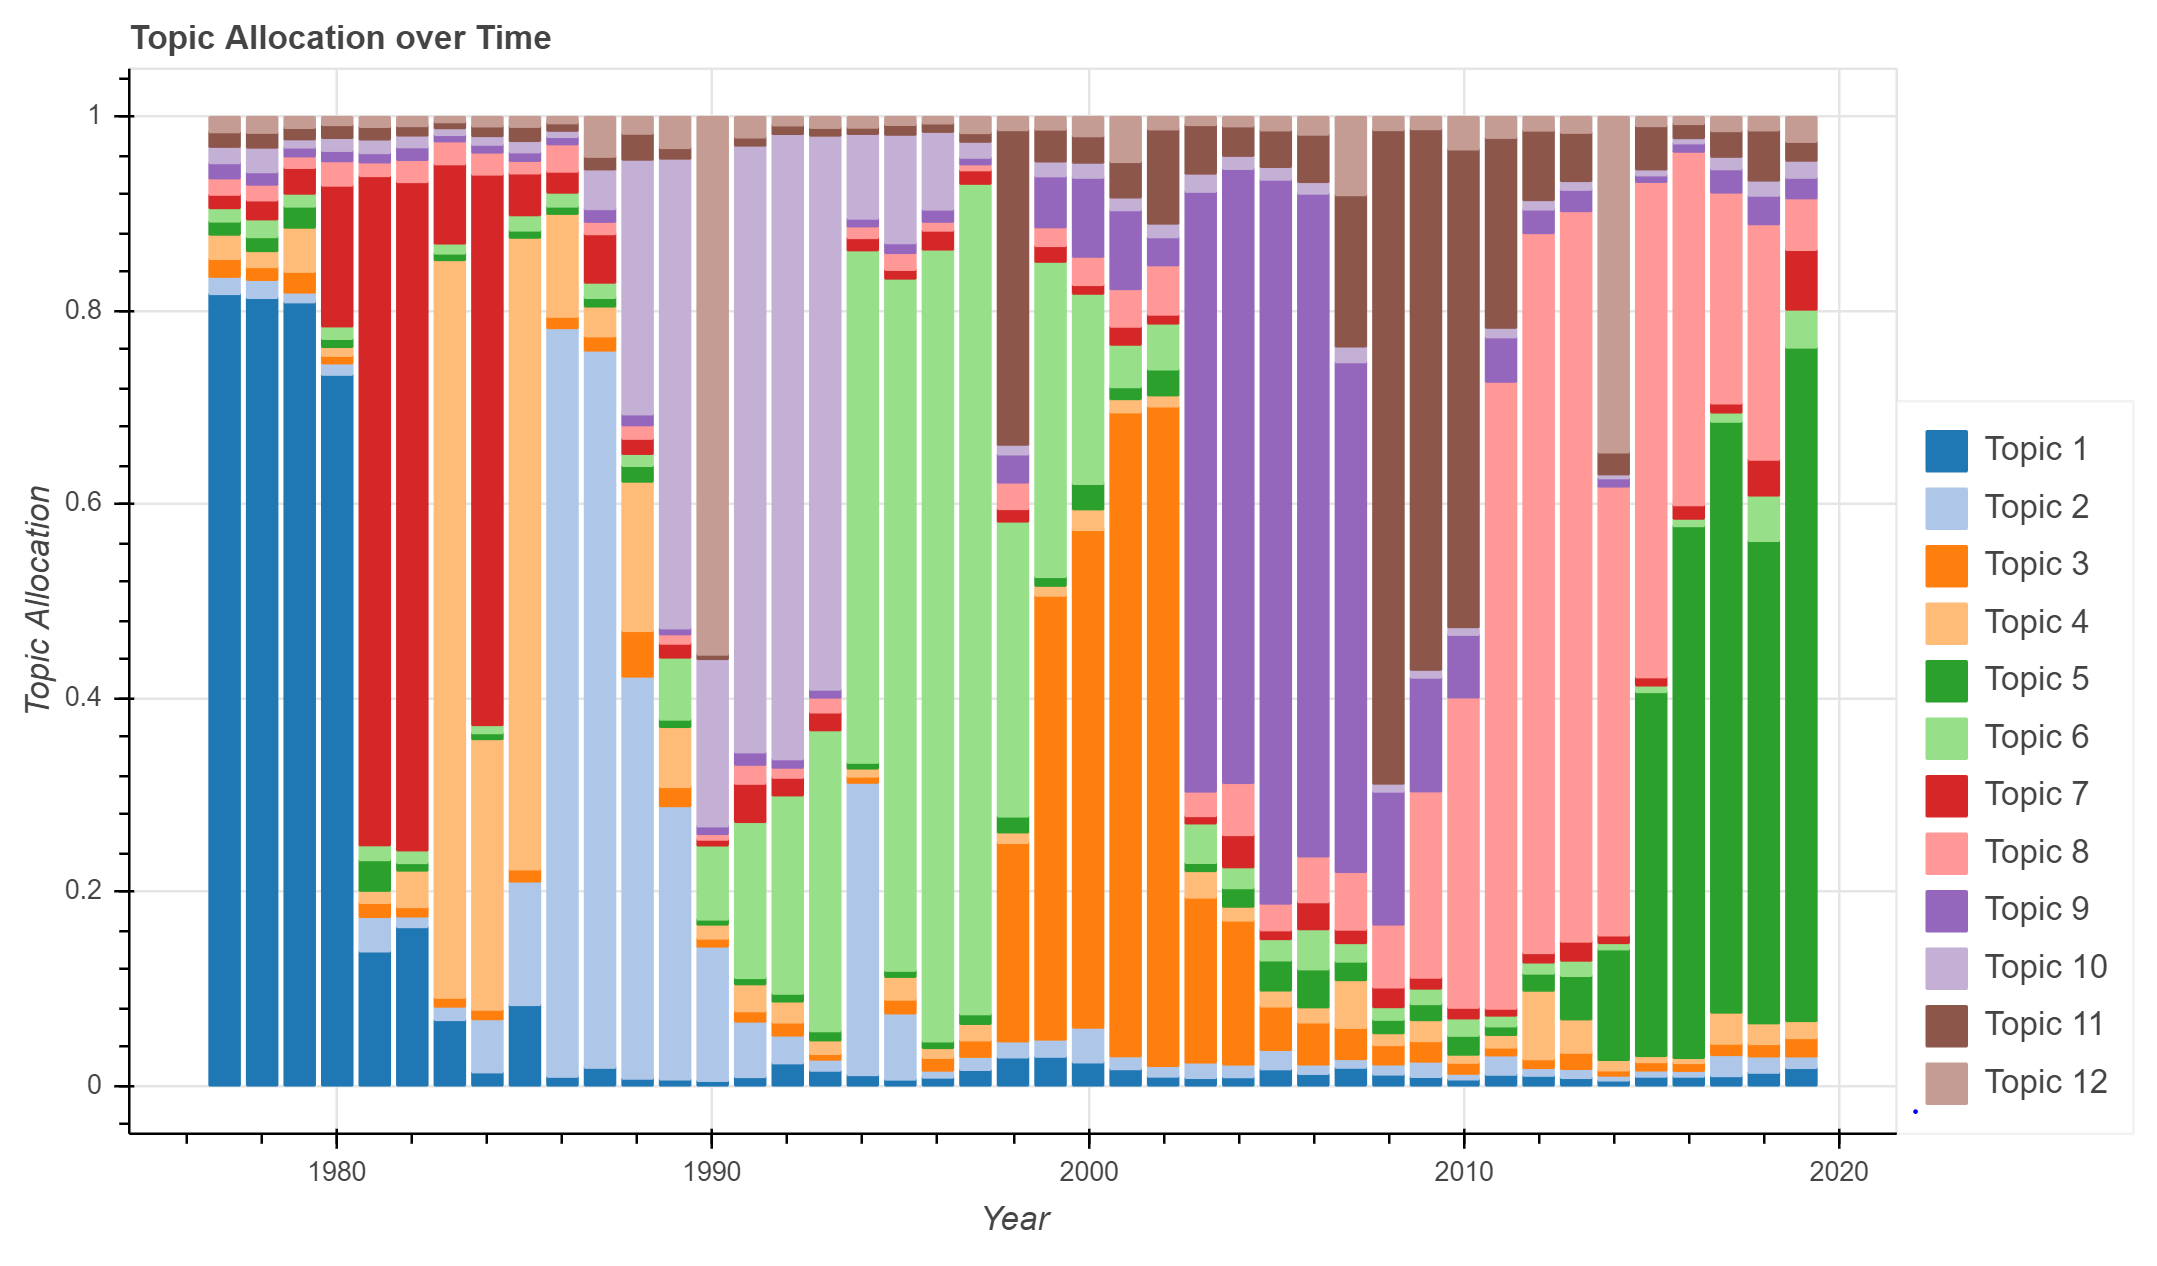 Topic Allocation over Time
Topic Allocation
1
0.8
0.6
0.4
0.2
0
1980
1990
2000
2010
2020
Year
Topic 1
Topic 2
Topic 3
Topic 4
Topic 5
Topic 6
Topic 7
Topic 8
Topic 9
Topic 10
Topic 11
Topic 12